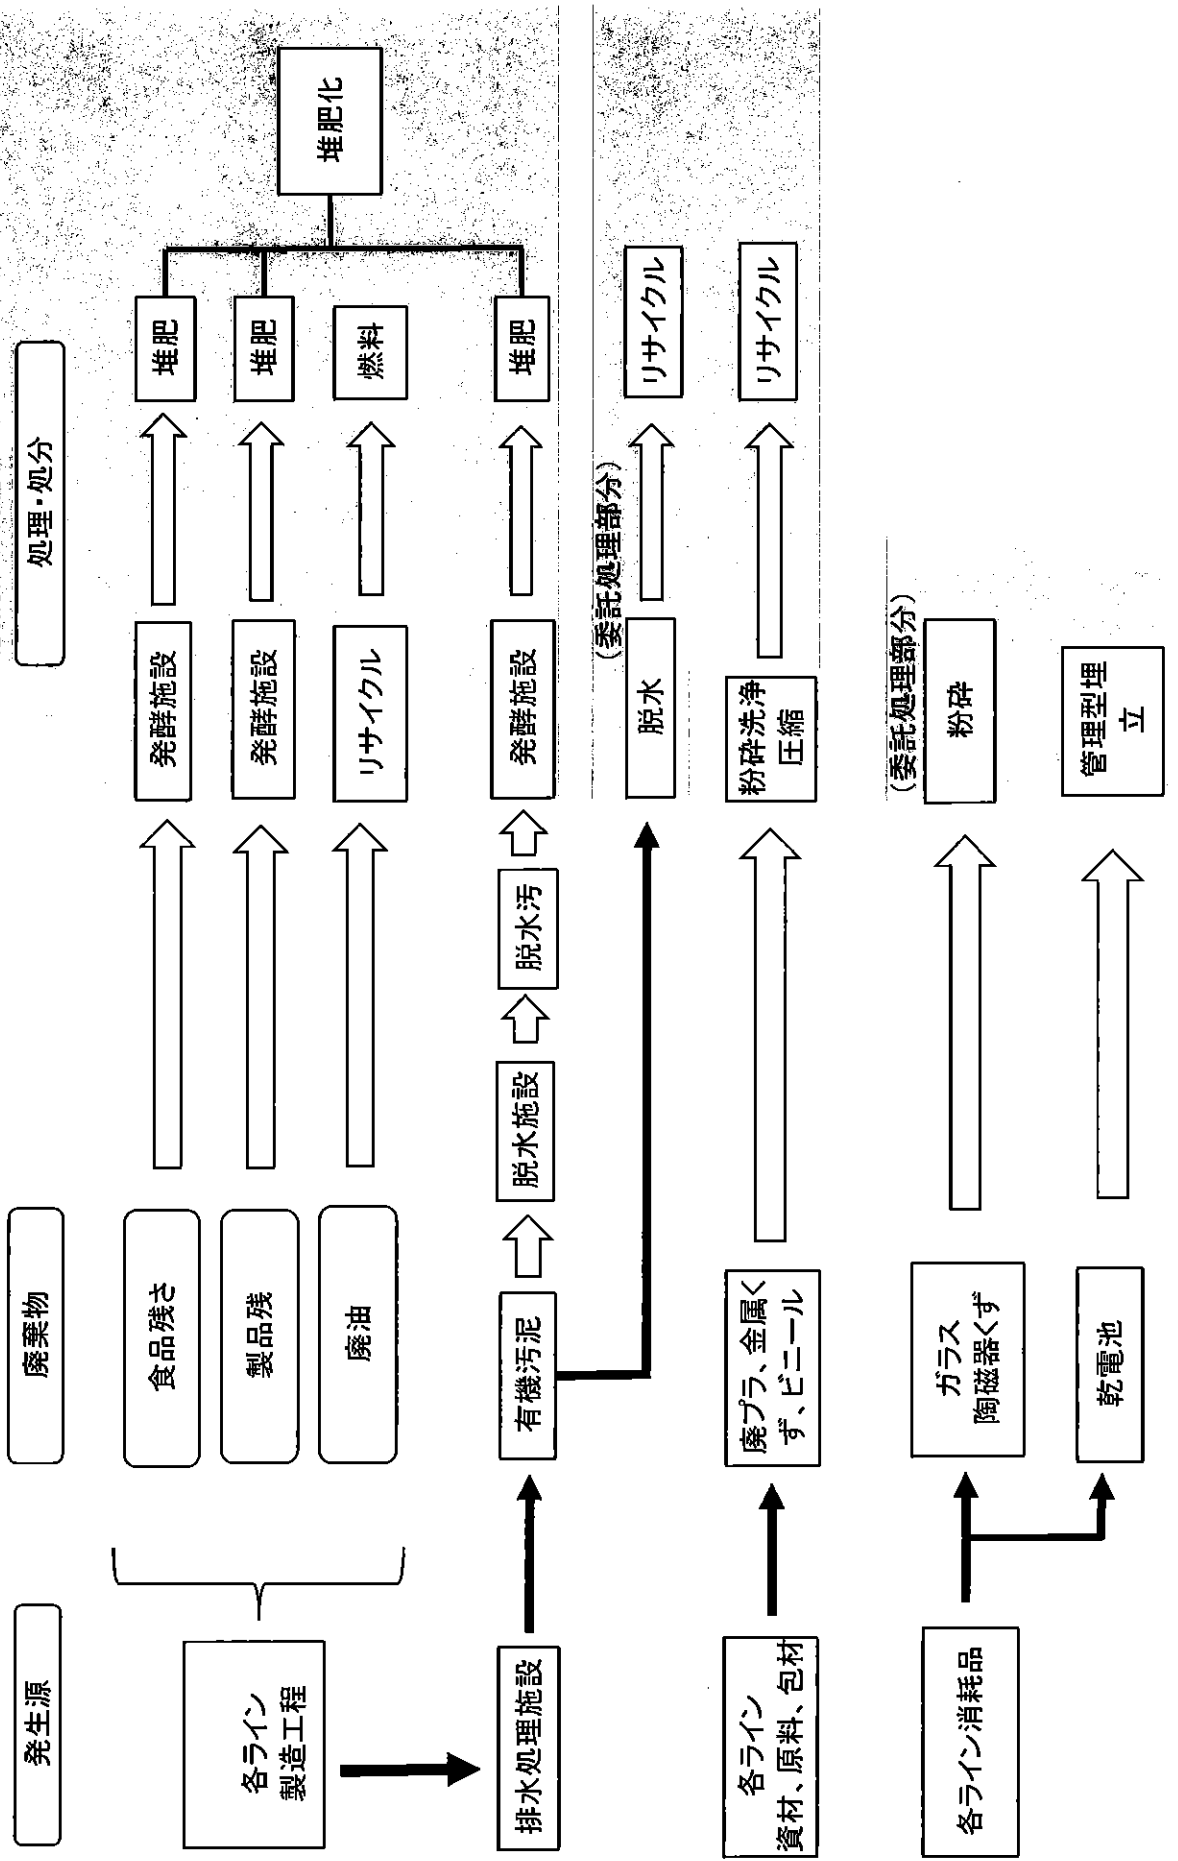 発生源
廃棄物
処理・処分
各ライン
製造工程
食品残さ
発酵施設
堆肥
製品残
発酵施設
堆肥
堆肥化
廃油
リサイクル
燃料
排水処理施設
有機汚泥
脱水施設
脱水汚
発酵施設
堆肥
（委託処理部分）
脱水
リサイクル
各ライン
資材、原料、包材
廃プラ、金属く
ず、ビニール
粉砕洗浄
圧縮
リサイクル
（委託処理部分）
各ライン消耗品
ガラス
陶磁器くず
粉砕
乾電池
管理型埋
立